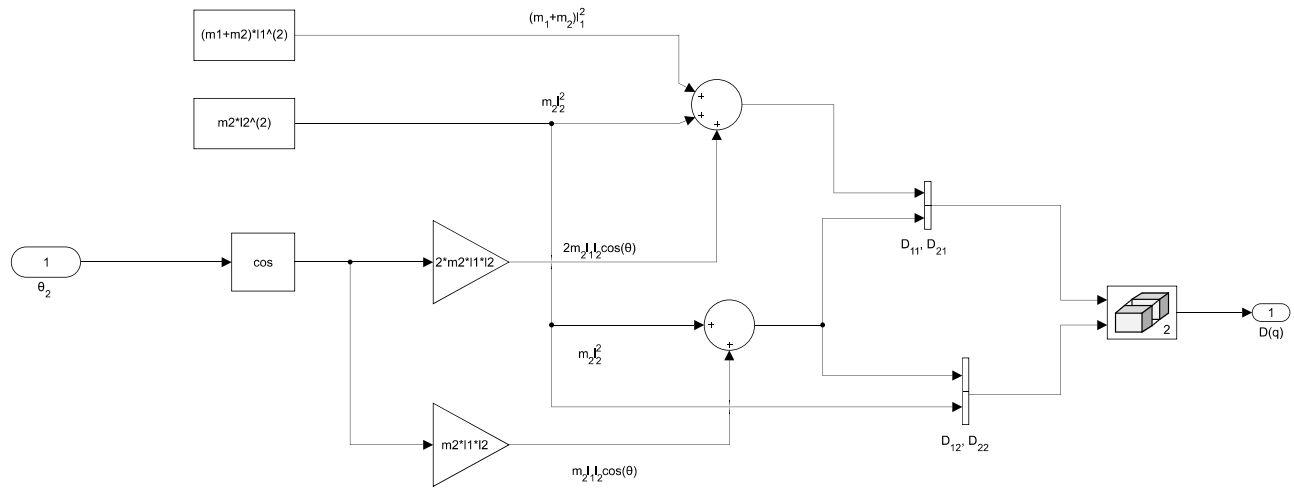 (m₁+m₂)l₁²
(m1+m2)*l1^(2)
m₂l₂²
m2*l2^(2)
+
+
+
2m₂l₁l₂cos(θ)
D₁₁, D₂₁
1
θ₂
cos
2*m2*l1*l2
+
+
2
1
D(q)
m₂l₂²
m2*l1*l2
D₁₂, D₂₂
m₂l₁l₂cos(θ)